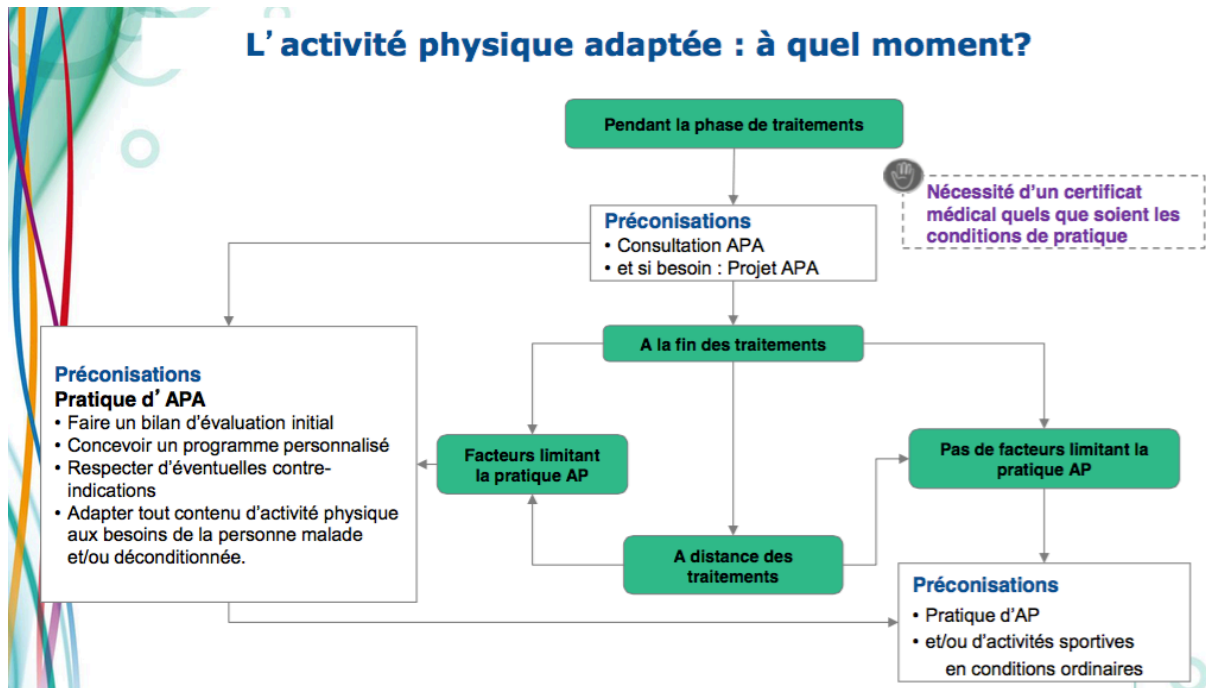 L’activité physique adaptée : à quel moment?
Pendant la phase de traitements
Nécessité d’un certificat
médical quels que soient les
conditions de pratique
Préconisations
• Consultation APA
• et si besoin : Projet APA
A la fin des traitements
Préconisations
Pratique d’APA
• Faire un bilan d’évaluation initial
• Concevoir un programme personnalisé
• Respecter d’éventuelles contre-
indications
• Adapter tout contenu d’activité physique
aux besoins de la personne malade
et/ou déconditionnée.
Facteurs limitant
la pratique AP
Pas de facteurs limitant la
pratique AP
A distance des
traitements
Préconisations
• Pratique d’AP
• et/ou d’activités sportives
en conditions ordinaires